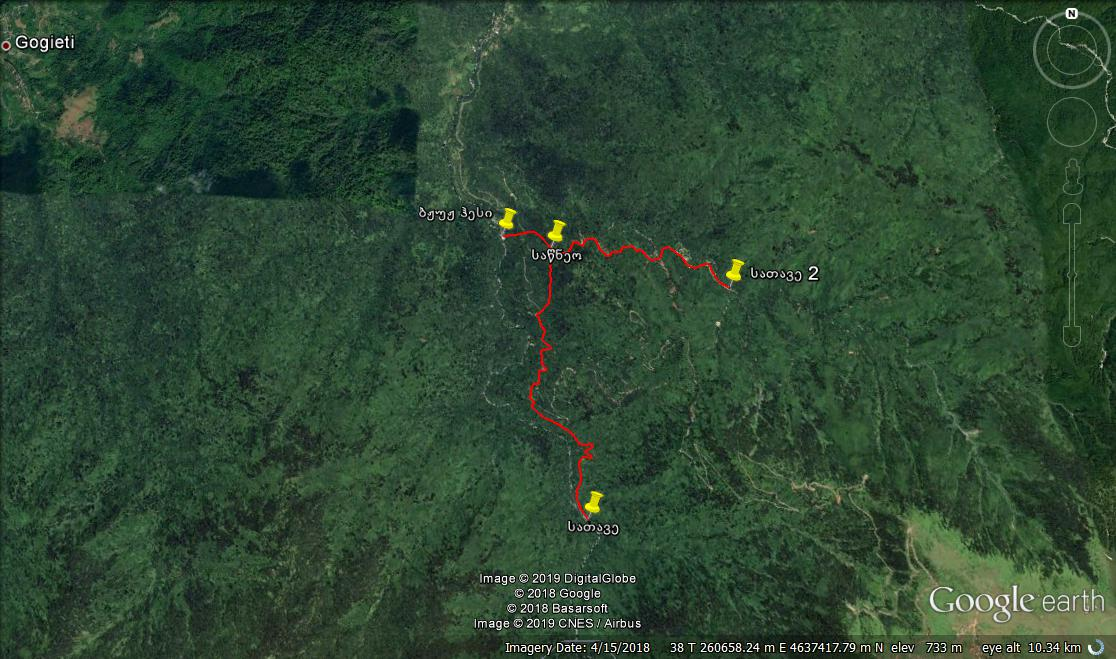 N
Gogieti
ბჟუჟ ჰესი
საწნეო
სათავე 2
სათავე
Image © 2019 DigitalGlobe
© 2018 Google
© 2018 Basarsoft
Image © 2019 CNES / Airbus
Google earth
Imagery Date: 4/15/2018 38 T 260658.24 m E 4637417.79 m N elev 733 m eye alt 10.34 km